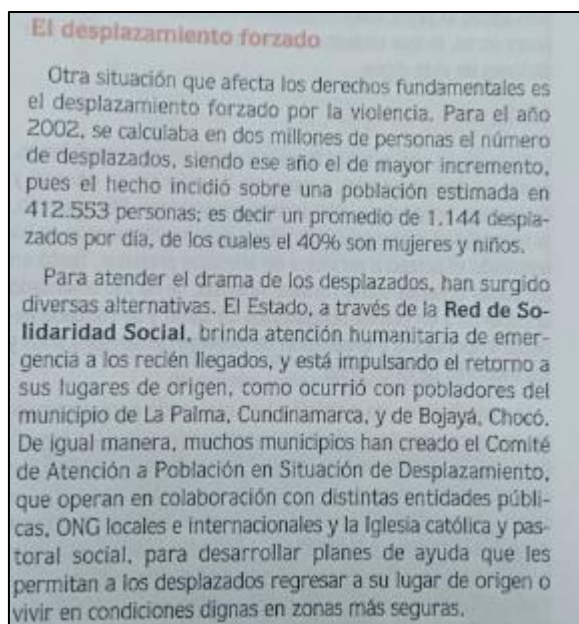 El desplazamiento forzado
Otra situación que afecta los derechos fundamentales es
el desplazamiento forzado por la violencia. Para el año
2002, se calculaba en dos millones de personas el número
de desplazados, siendo ese año el de mayor incremento,
pues el hecho incidió sobre una población estimada en
412.553 personas; es decir un promedio de 1.144 despla-
zados por día, de los cuales el 40% son mujeres y niños.
Para atender el drama de los desplazados, han surgido
diversas alternativas. El Estado, a través de la Red de So-
lidaridad Social, brinda atención humanitaria de emer-
gencia a los recién llegados, y está impulsando el retorno a
sus lugares de origen, como ocurrió con pobladores del
municipio de La Palma, Cundinamarca, y de Bojayá, Chocó.
De igual manera, muchos municipios han creado el Comité
de Atención a Población en Situación de Desplazamiento,
que operan en colaboración con distintas entidades públi-
cas, ONG locales e internacionales y la Iglesia católica y pas-
toral social, para desarrollar planes de ayuda que les
permitan a los desplazados regresar a su lugar de origen o
vivir en condiciones dignas en zonas más seguras.